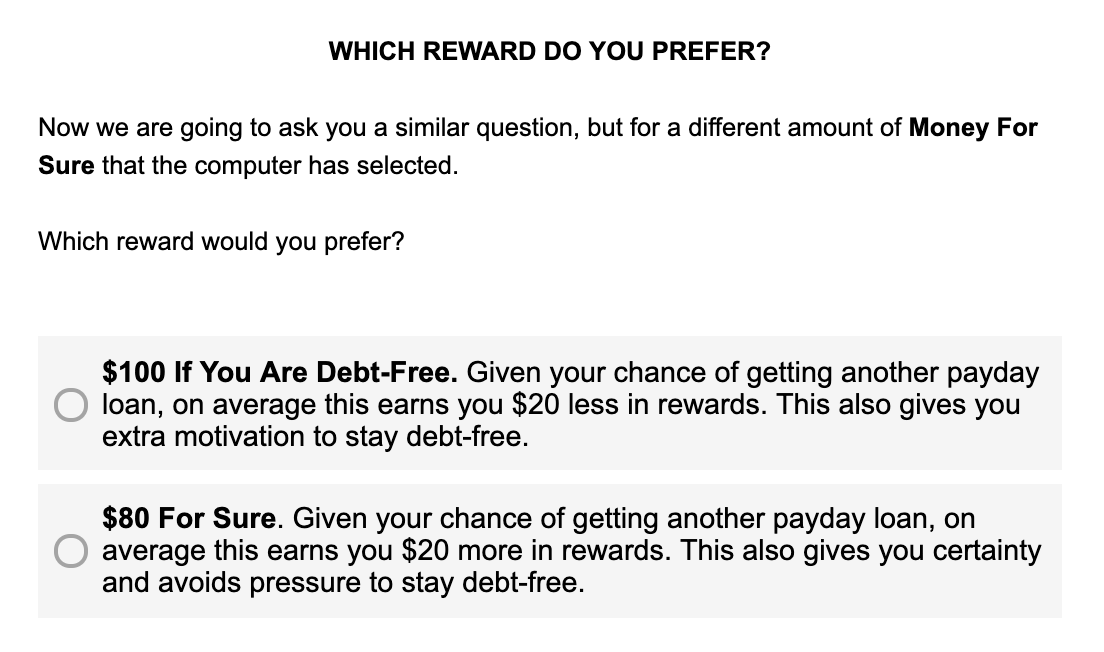 WHICH REWARD DO YOU PREFER?
Now we are going to ask you a similar question, but for a different amount of Money For
Sure that the computer has selected.
Which reward would you prefer?
$100 If You Are Debt-Free. Given your chance of getting another payday
loan, on average this earns you $20 less in rewards. This also gives you
extra motivation to stay debt-free.
$80 For Sure. Given your chance of getting another payday loan, on
average this earns you $20 more in rewards. This also gives you certainty
and avoids pressure to stay debt-free.